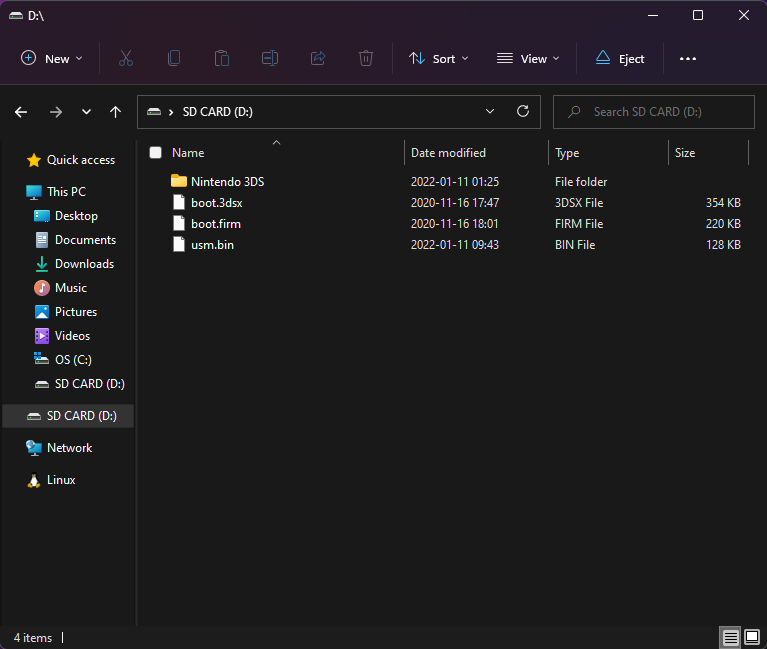 D:\
New
Sort
View
Eject
SD CARD (D:)
Search SD CARD (D:)
Quick access
This PC
Desktop
Documents
Downloads
Music
Pictures
Videos
OS (C:)
SD CARD (D:)
SD CARD (D:)
Network
Linux
Name Date modified Type Size
Nintendo 3DS 2022-01-11 01:25 File folder
boot.3dsx 2020-11-16 17:47 3DSX File 354 KB
boot.firm 2020-11-16 18:01 FIRM File 220 KB
usm.bin 2022-01-11 09:43 BIN File 128 KB
4 items